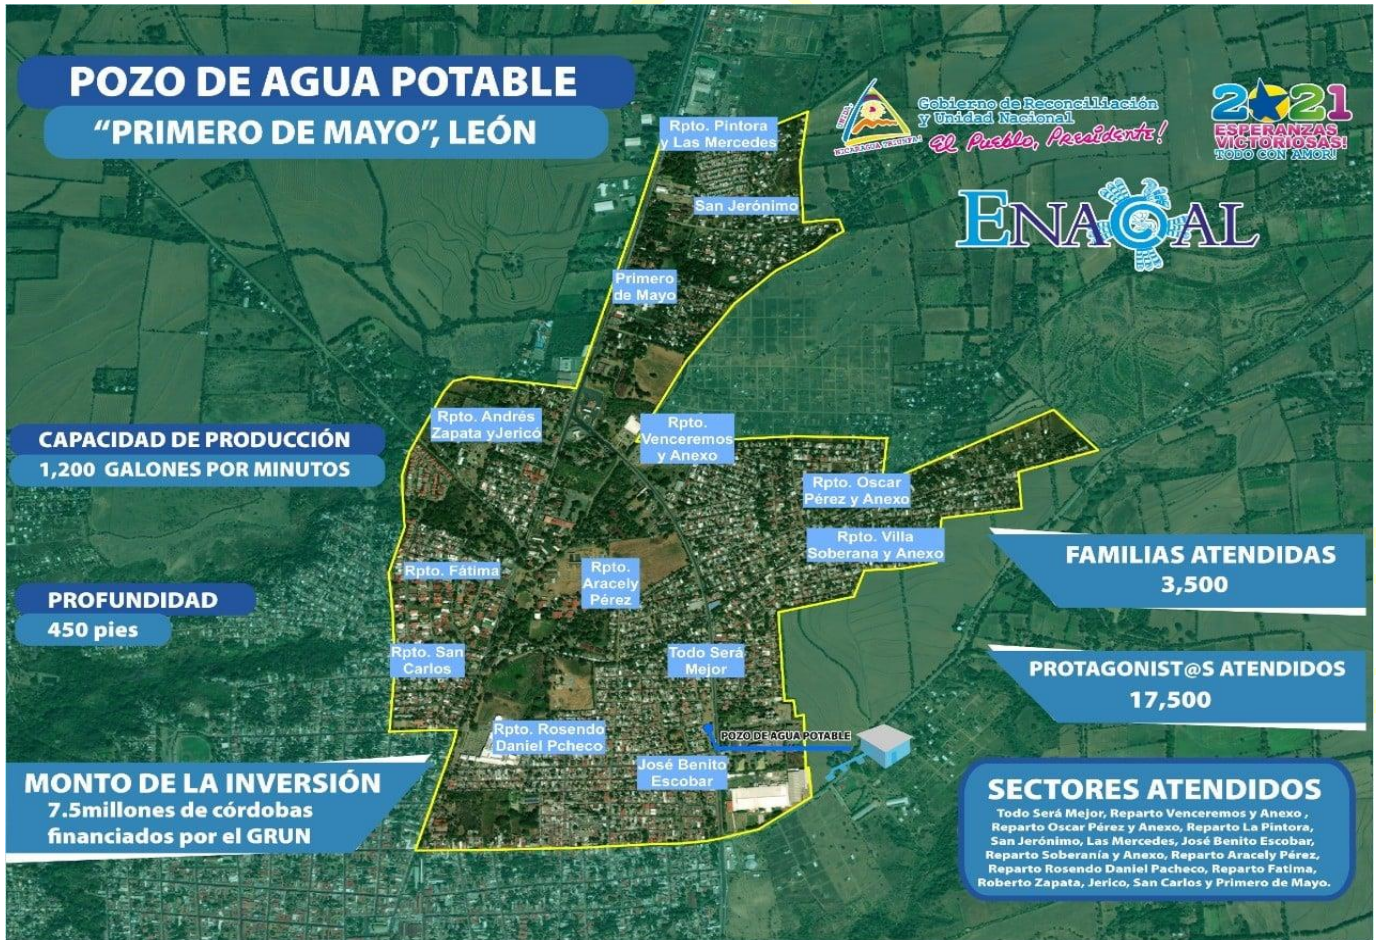 POZO DE AGUA POTABLE
“PRIMERO DE MAYO”, LEÓN
Gobierno de Reconciliación
y Unidad Nacional
El Pueblo, Presidente!
NICARAGUA TRIUNFA!
2021
ESPERANZAS
VICTORIOSAS!
TODO CON AMOR!
ENACAL
Rpto. Pintora
y Las Mercedes
San Jerónimo
Primero
de Mayo
Rpto. Andrés
Zapata yJericó
Rpto.
Venceremos
y Anexo
Rpto. Oscar
Pérez y Anexo
Rpto. Villa
Soberana y Anexo
Rpto. Fátima
Rpto.
Aracely
Pérez
Rpto. San
Carlos
Todo Será
Mejor
Rpto. Rosendo
Daniel Pcheco
José Benito
Escobar
POZO DE AGUA POTABLE
CAPACIDAD DE PRODUCCIÓN
1,200 GALONES POR MINUTOS
PROFUNDIDAD
450 pies
MONTO DE LA INVERSIÓN
7.5millones de córdobas
financiados por el GRUN
FAMILIAS ATENDIDAS
3,500
PROTAGONIST@S ATENDIDOS
17,500
SECTORES ATENDIDOS
Todo Será Mejor, Reparto Venceremos y Anexo ,
Reparto Oscar Pérez y Anexo, Reparto La Pintora,
San Jerónimo, Las Mercedes, José Benito Escobar,
Reparto Soberanía y Anexo, Reparto Aracely Pérez,
Reparto Rosendo Daniel Pacheco, Reparto Fatima,
Roberto Zapata, Jerico, San Carlos y Primero de Mayo.